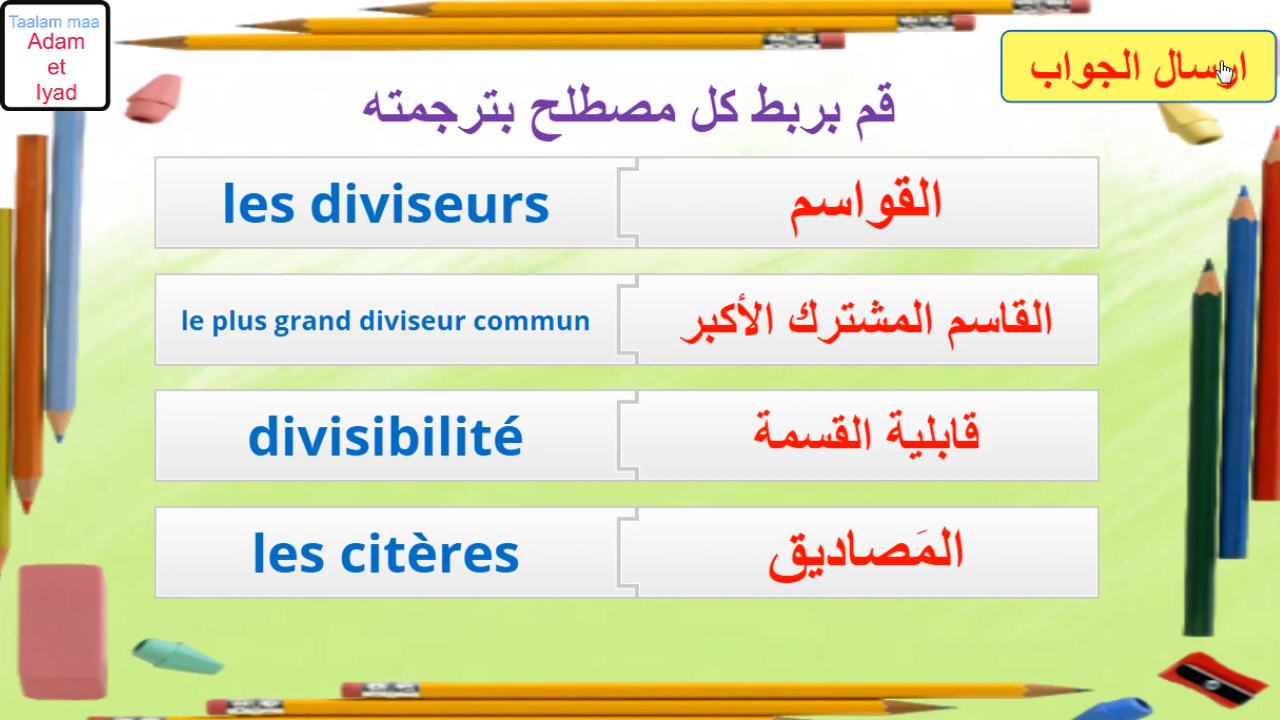 Taalam maa
Adam
et
Iyad
ارسال الجواب
قم بربط كل مصطلح بترجمته
les diviseurs
القواسم
le plus grand diviseur commun
القاسم المشترك الأكبر
divisibilité
قابلية القسمة
les citères
المَصاديق